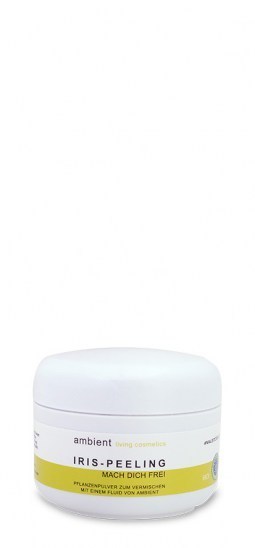 ambient living cosmetics
IRIS-PEELING
MACH DICH FREI
PFLANZENPULVER ZUM VERMISCHEN
MIT EINEM FLUID VON AMBIENT